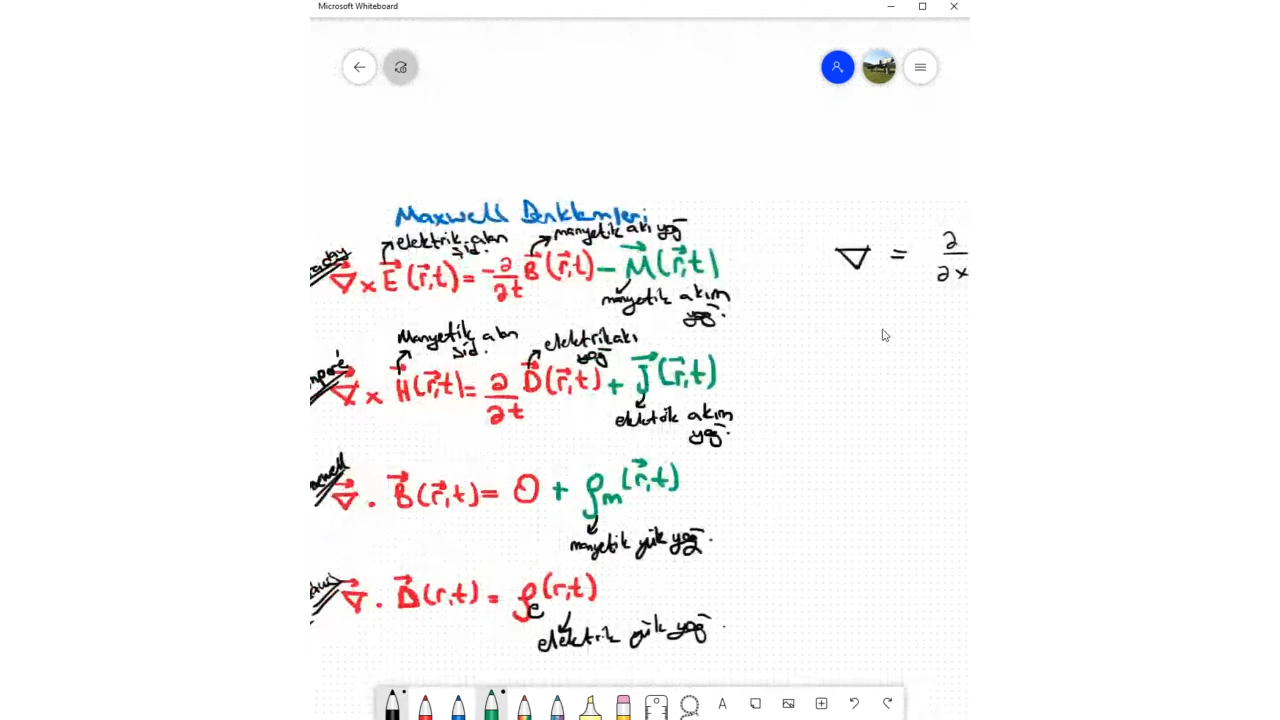 Microsoft Whiteboard
Maxwell Denklemleri
elektrik alan şid. manyetik akı yoğ
∇ × E(r,t) = -∂/∂t B(r,t) - M(r,t)
∇ = ∂/∂x
manyetik akım yoğ.
Manyetik alan şid. elektrik akı yoğ
∇ × H(r,t) = ∂/∂t D(r,t) + J(r,t)
elektrik akım yoğ.
∇ . B(r,t) = 0 + ρm(r,t)
manyetik yük yoğ.
∇ . D(r,t) = ρe(r,t)
elektrik yük yoğ.
A